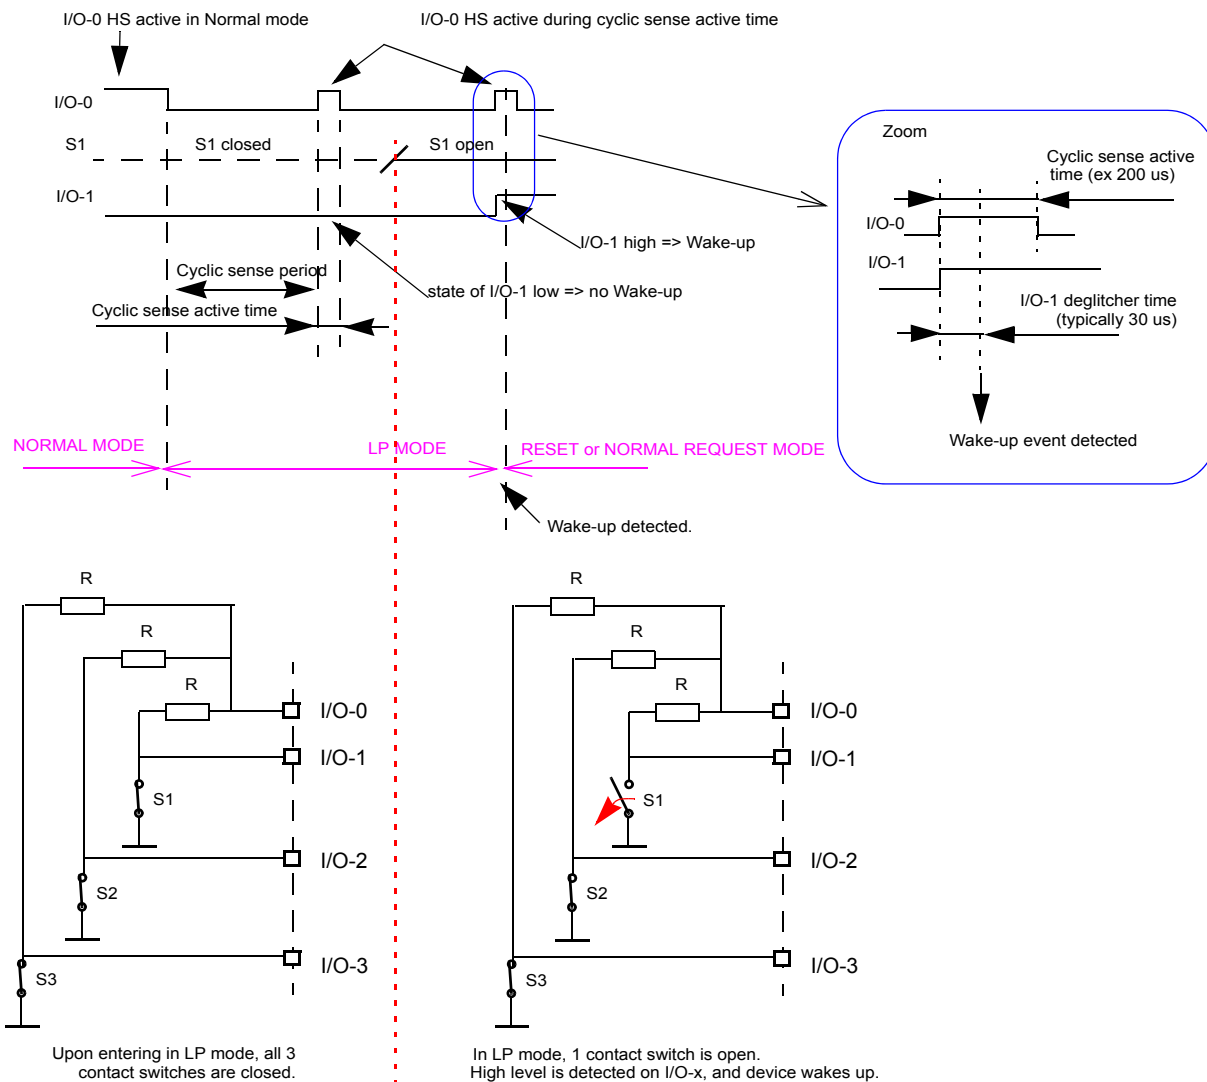 I/O-0 HS active in Normal mode
I/O-0 HS active during cyclic sense active time
I/O-0
S1
S1 closed
S1 open
I/O-1
I/O-1 high => Wake-up
Cyclic sense period
state of I/O-1 low => no Wake-up
Cyclic sense active time
Zoom
Cyclic sense active
time (ex 200 us)
I/O-0
I/O-1
I/O-1 deglitcher time
(typically 30 us)
Wake-up event detected
NORMAL MODE
LP MODE
RESET or NORMAL REQUEST MODE
Wake-up detected.
R
R
R
I/O-0
I/O-1
S1
I/O-2
S2
I/O-3
S3
Upon entering in LP mode, all 3
contact switches are closed.
R
R
R
I/O-0
I/O-1
S1
I/O-2
S2
I/O-3
S3
In LP mode, 1 contact switch is open.
High level is detected on I/O-x, and device wakes up.